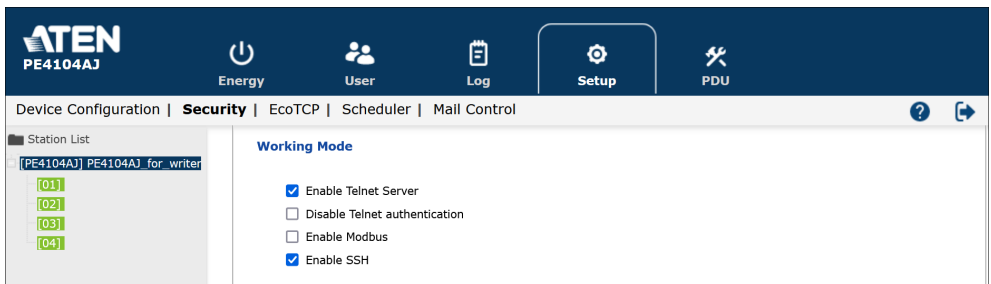 ATEN
PE4104AJ
Energy
User
Log
Setup
PDU
Device Configuration | Security | EcoTCP | Scheduler | Mail Control
Station List
[PE4104AJ] PE4104AJ_for_writer
[01]
[02]
[03]
[04]
Working Mode
Enable Telnet Server
Disable Telnet authentication
Enable Modbus
Enable SSH